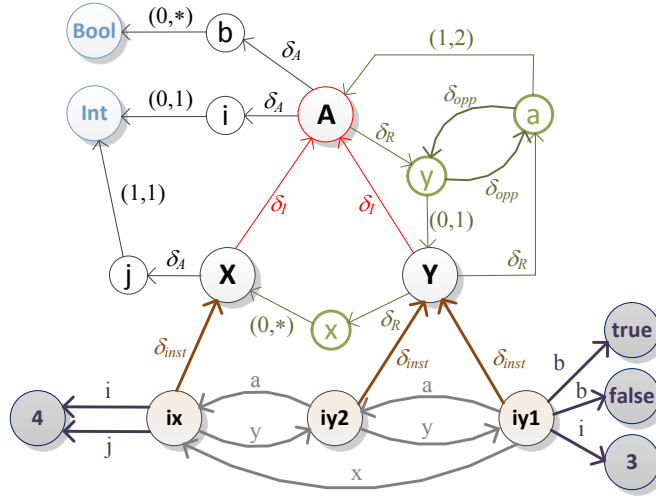 Bool (0,*) b δA (1,2)
Int (0,1) i δA A δR δopp a
y δopp
(1,1) δI δI (0,1)
j δA X Y δR
(0,*) x δR
δinst δinst δinst true
b
i a a b false
4 ix iy2 iy1 i
j y y 3
x